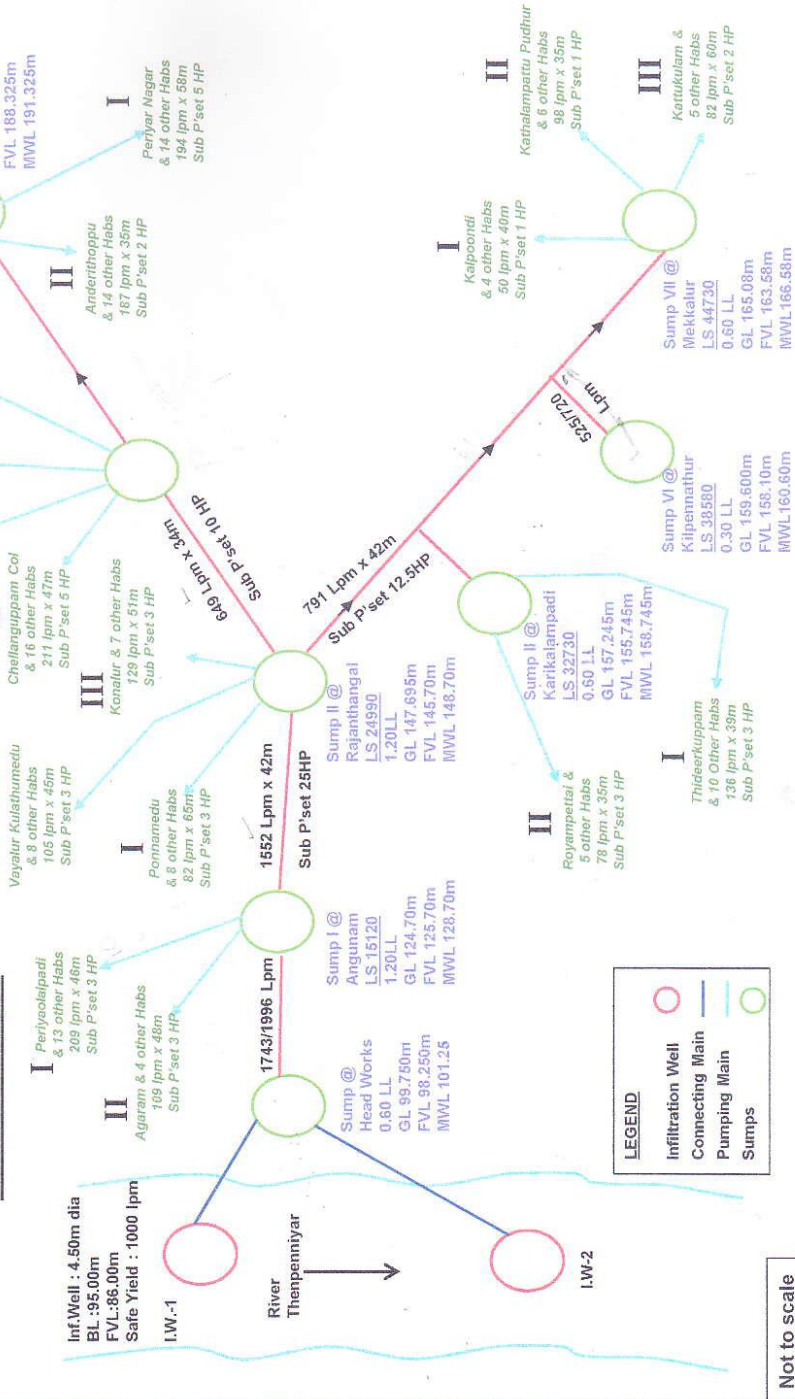 Inf.Well : 4.50m dia
BL :95.00m
FVL:86.00m
Safe Yield : 1000 lpm
I.W.-1
River
Thenpenniyar
I.W-2
Not to scale
I
Periyaolalpadi
& 13 other Habs
209 lpm x 46m
Sub P'set 3 HP
II
Agaram & 4 other Habs
109 lpm x 48m
Sub P'set 3 HP
1743/1996 Lpm
Sump @
Head Works
0.60 LL
GL 99.750m
FVL 98.250m
MWL 101.25
Sump I @
Angunam
LS 15120
1.20LL
GL 124.70m
FVL 125.70m
MWL 128.70m
Vayalur Kulathumedu
& 8 other Habs
105 lpm x 45m
Sub P'set 3 HP
I
Ponnamedu
& 8 other Habs
82 lpm x 65m
Sub P'set 3 HP
1552 Lpm x 42m
Sub P'set 25HP
Chellanguppam Col
& 16 other Habs
211 lpm x 47m
Sub P'set 5 HP
III
Konalur & 7 other Habs
129 lpm x 51m
Sub P'set 3 HP
Sump II @
Rajanthangal
LS 24990
1.20LL
GL 147.695m
FVL 145.70m
MWL 148.70m
649 Lpm x 34m
Sub P'set 10 HP
II
Anderithoppu
& 14 other Habs
187 lpm x 35m
Sub P'set 2 HP
FVL 188.325m
MWL 191.325m
I
Periyar Nagar
& 14 other Habs
194 lpm x 58m
Sub P'set 5 HP
791 Lpm x 42m
Sub P'set 12.5HP
Sump II @
Karikalampadi
LS 32730
0.60 LL
GL 157.245m
FVL 155.745m
MWL 158.745m
II
Royampettai &
5 other Habs
78 lpm x 35m
Sub P'set 3 HP
I
Thideerkuppam
& 10 Other Habs
136 lpm x 39m
Sub P'set 3 HP
525/720
Lpm
Sump VI @
Kilpennathur
LS 38580
0.30 LL
GL 159.600m
FVL 158.10m
MWL160.60m
I
Kalpoondi
& 4 other Habs
50 lpm x 40m
Sub P'set 1 HP
II
Kathalampattu Pudhur
& 6 other Habs
98 lpm x 35m
Sub P'set 1 HP
III
Kattukulam &
5 other Habs
82 lpm x 60m
Sub P'set 2 HP
Sump VII @
Mekkalur
LS 44730
0.60 LL
GL 165.08m
FVL 163.58m
MWL166.58m
LEGEND
Infiltration Well
Connecting Main
Pumping Main
Sumps